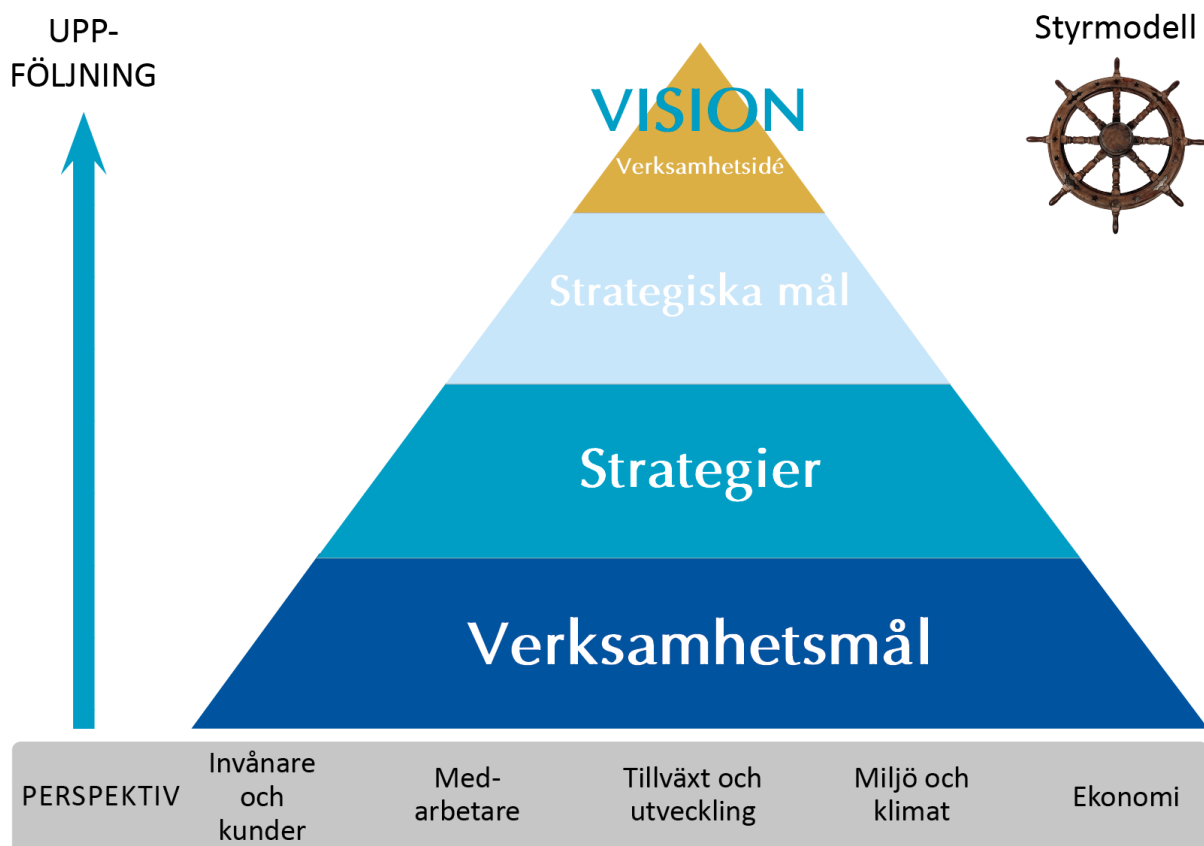 UPP-
FÖLJNING
Styrmodell
VISION
Verksamhetsidé
Strategiska mål
Strategier
Verksamhetsmål
PERSPEKTIV
Invånare
och
kunder
Med-
arbetare
Tillväxt och
utveckling
Miljö och
klimat
Ekonomi